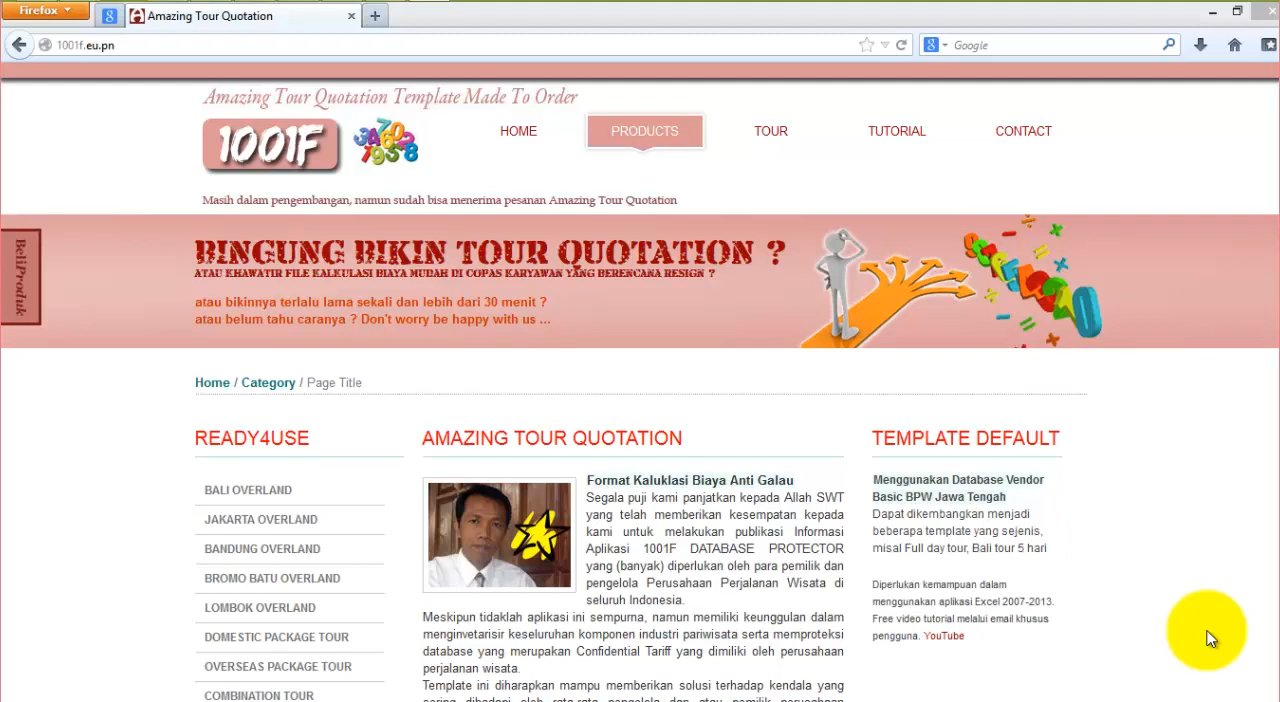 Firefox
Amazing Tour Quotation
1001f.eu.pn
Google
Amazing Tour Quotation Template Made To Order
1001F
HOME
PRODUCTS
TOUR
TUTORIAL
CONTACT
Masih dalam pengembangan, namun sudah bisa menerima pesanan Amazing Tour Quotation
BeliProduk
BINGUNG BIKIN TOUR QUOTATION ?
ATAU KHAWATIR FILE KALKULASI BIAYA MUDAH DI COPAS KARYAWAN YANG BERENCANA RESIGN ?
atau bikinnya terlalu lama sekali dan lebih dari 30 menit ?
atau belum tahu caranya ? Don't worry be happy with us ...
Home / Category / Page Title
READY4USE
BALI OVERLAND
JAKARTA OVERLAND
BANDUNG OVERLAND
BROMO BATU OVERLAND
LOMBOK OVERLAND
DOMESTIC PACKAGE TOUR
OVERSEAS PACKAGE TOUR
COMBINATION TOUR
AMAZING TOUR QUOTATION
Format Kaluklasi Biaya Anti Galau
Segala puji kami panjatkan kepada Allah SWT
yang telah memberikan kesempatan kepada
kami untuk melakukan publikasi Informasi
Aplikasi 1001F DATABASE PROTECTOR
yang (banyak) diperlukan oleh para pemilik dan
pengelola Perusahaan Perjalanan Wisata di
seluruh Indonesia.
Meskipun tidaklah aplikasi ini sempurna, namun memiliki keunggulan dalam
menginvetarisir keseluruhan komponen industri pariwisata serta memproteksi
database yang merupakan Confidential Tariff yang dimiliki oleh perusahaan
perjalanan wisata.
Template ini diharapkan mampu memberikan solusi terhadap kendala yang
sering dihadapi oleh rata-rata pengelola dan atau pemilik perusahaan
TEMPLATE DEFAULT
Menggunakan Database Vendor
Basic BPW Jawa Tengah
Dapat dikembangkan menjadi
beberapa template yang sejenis,
misal Full day tour, Bali tour 5 hari
Diperlukan kemampuan dalam
menggunakan aplikasi Excel 2007-2013.
Free video tutorial melalui email khusus
pengguna. YouTube